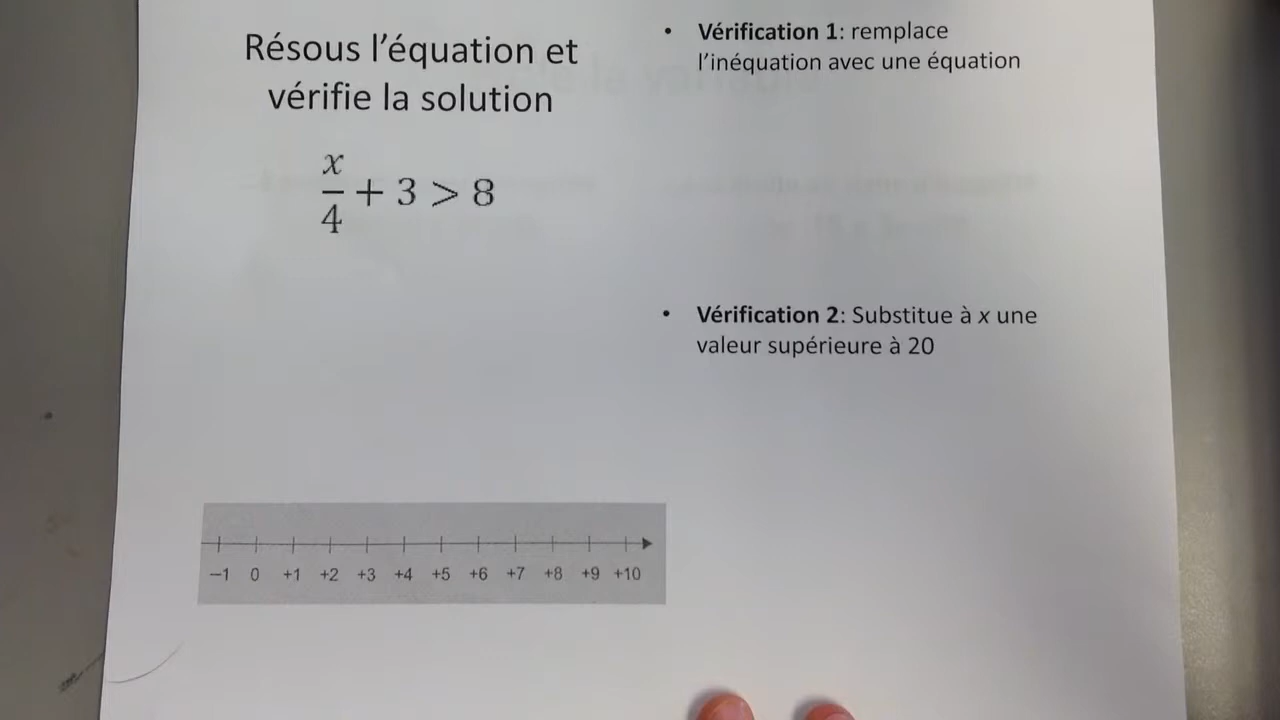 Résous l'équation et
vérifie la solution
x/4 + 3 > 8
• Vérification 1: remplace
l'inéquation avec une équation
• Vérification 2: Substitue à x une
valeur supérieure à 20
−1 0 +1 +2 +3 +4 +5 +6 +7 +8 +9 +10